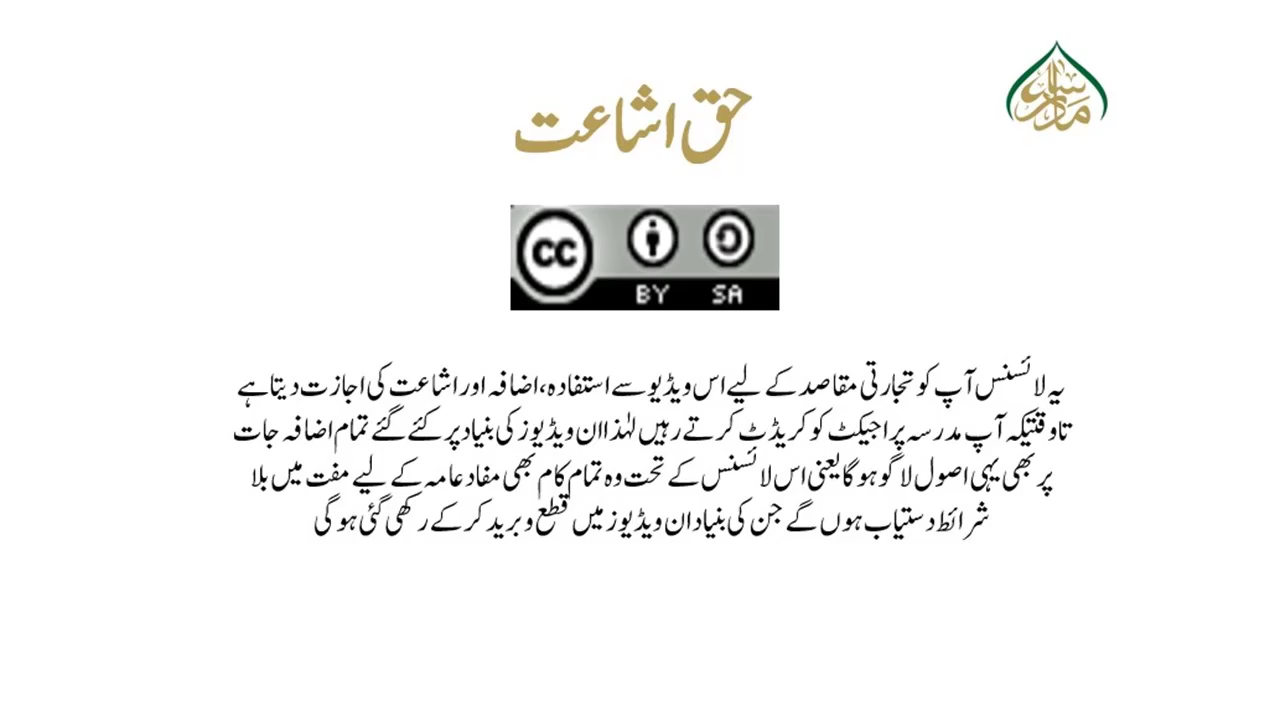 مدرسہ
حق اشاعت
cc
BY SA
یہ لائسنس آپ کو تجارتی مقاصد کے لیے اس ویڈیو سے استفادہ، اضافہ اور اشاعت کی اجازت دیتا ہے
تاوقتیکہ آپ مدرسہ پراجیکٹ کو کریڈٹ کرتے رہیں لہٰذا ان ویڈیوز کی بنیاد پر کئے گئے تمام اضافہ جات
پر بھی یہی اصول لاگو ہو گا یعنی اس لائسنس کے تحت وہ تمام کام بھی مفاد عامہ کے لیے مفت میں بلا
شرائط دستیاب ہوں گے جن کی بنیاد ان ویڈیوز میں قطع و برید کر کے رکھی گئی ہو گی